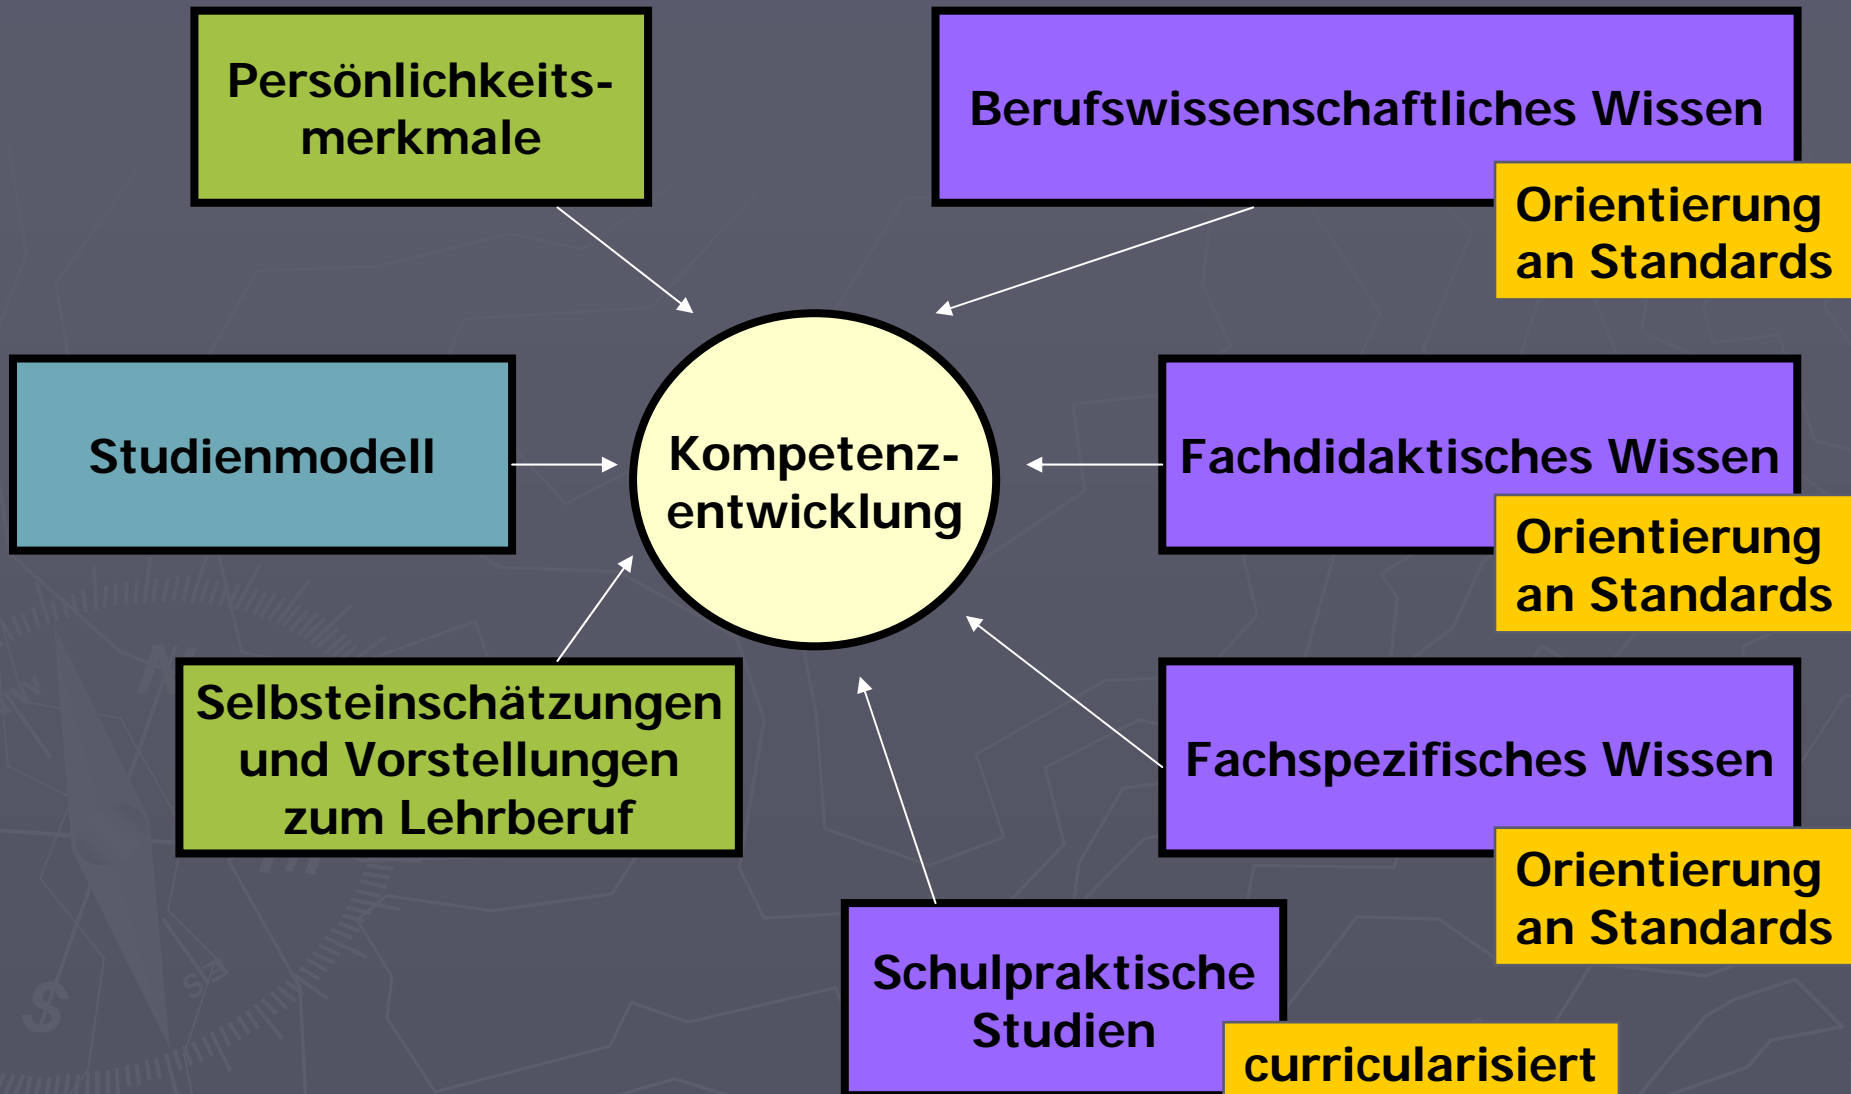 Persönlichkeits-
merkmale
Berufswissenschaftliches Wissen
Orientierung
an Standards
Studienmodell
Kompetenz-
entwicklung
Fachdidaktisches Wissen
Orientierung
an Standards
Selbsteinschätzungen
und Vorstellungen
zum Lehrberuf
Fachspezifisches Wissen
Orientierung
an Standards
Schulpraktische
Studien
curricularisiert
N
S